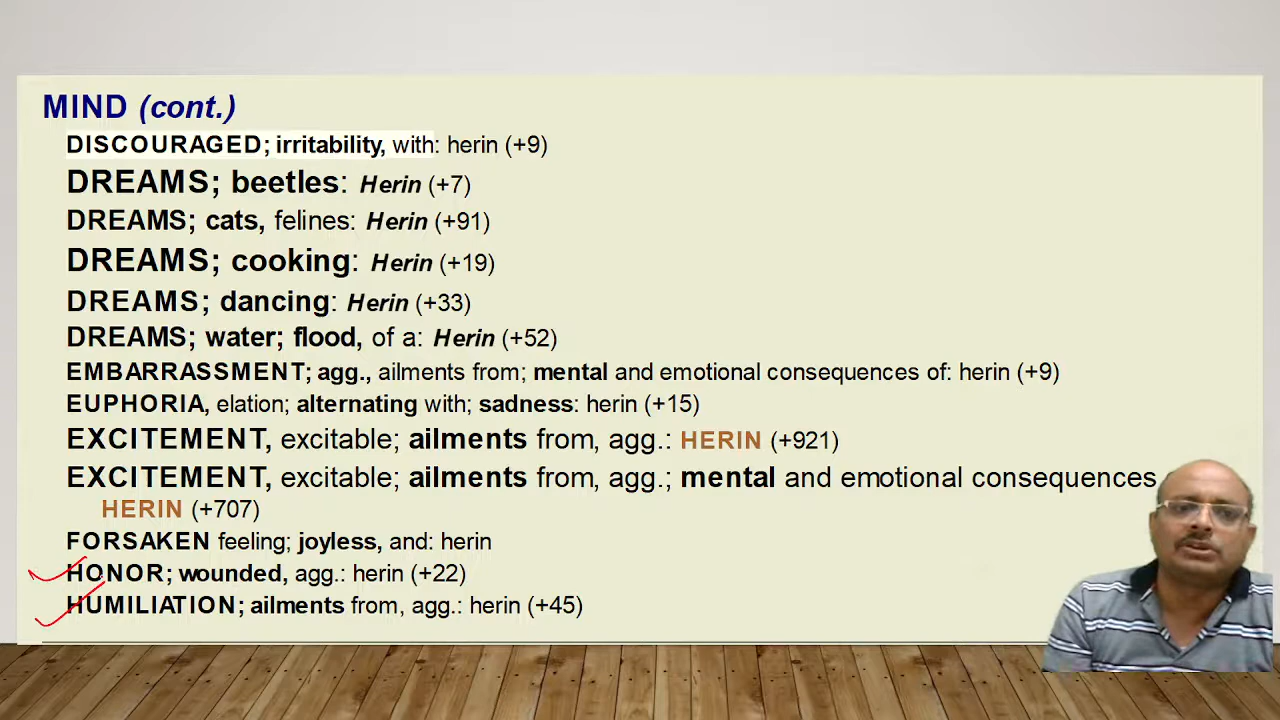 MIND (cont.)
DISCOURAGED; irritability, with: herin (+9)
DREAMS; beetles: Herin (+7)
DREAMS; cats, felines: Herin (+91)
DREAMS; cooking: Herin (+19)
DREAMS; dancing: Herin (+33)
DREAMS; water; flood, of a: Herin (+52)
EMBARRASSMENT; agg., ailments from; mental and emotional consequences of: herin (+9)
EUPHORIA, elation; alternating with; sadness: herin (+15)
EXCITEMENT, excitable; ailments from, agg.: HERIN (+921)
EXCITEMENT, excitable; ailments from, agg.; mental and emotional consequences
HERIN (+707)
FORSAKEN feeling; joyless, and: herin
HONOR; wounded, agg.: herin (+22)
HUMILIATION; ailments from, agg.: herin (+45)